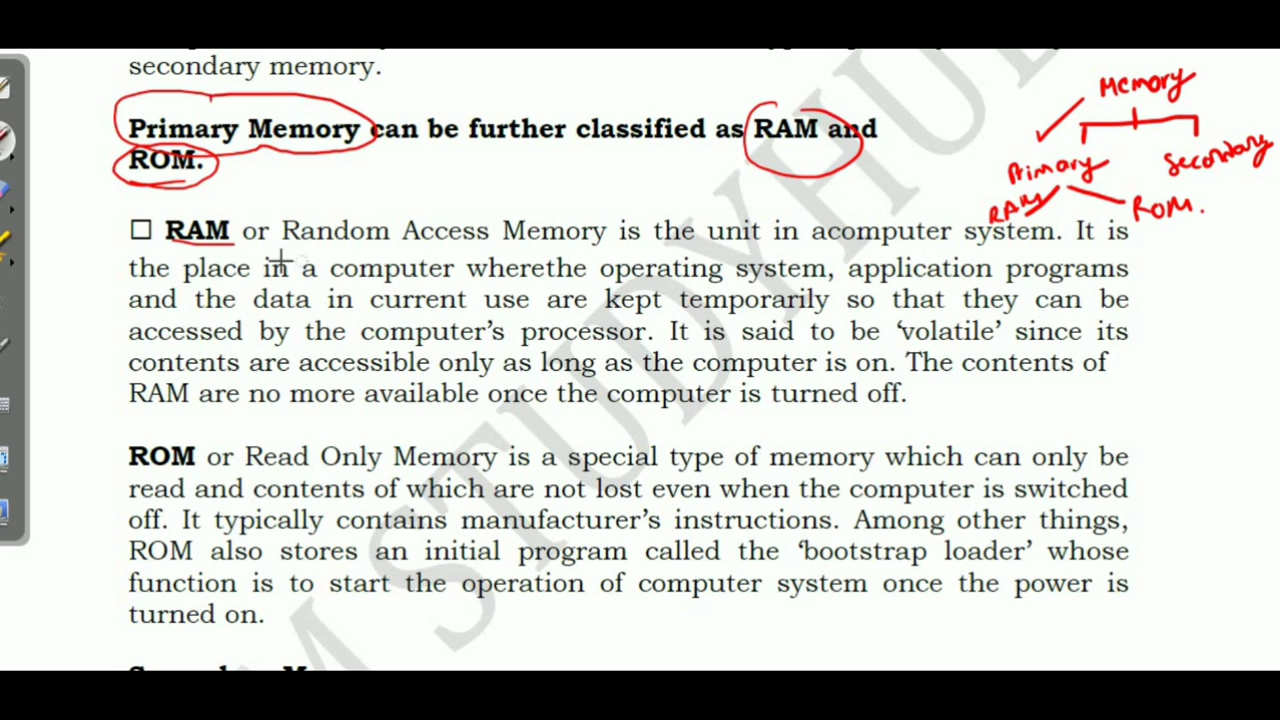 secondary memory.
Primary Memory can be further classified as RAM and
ROM.
Memory
Primary
Secondary
RAM
ROM.
☐ RAM or Random Access Memory is the unit in acomputer system. It is
the place in a computer wherethe operating system, application programs
and the data in current use are kept temporarily so that they can be
accessed by the computer's processor. It is said to be 'volatile' since its
contents are accessible only as long as the computer is on. The contents of
RAM are no more available once the computer is turned off.
ROM or Read Only Memory is a special type of memory which can only be
read and contents of which are not lost even when the computer is switched
off. It typically contains manufacturer's instructions. Among other things,
ROM also stores an initial program called the 'bootstrap loader' whose
function is to start the operation of computer system once the power is
turned on.
M STUDYHU